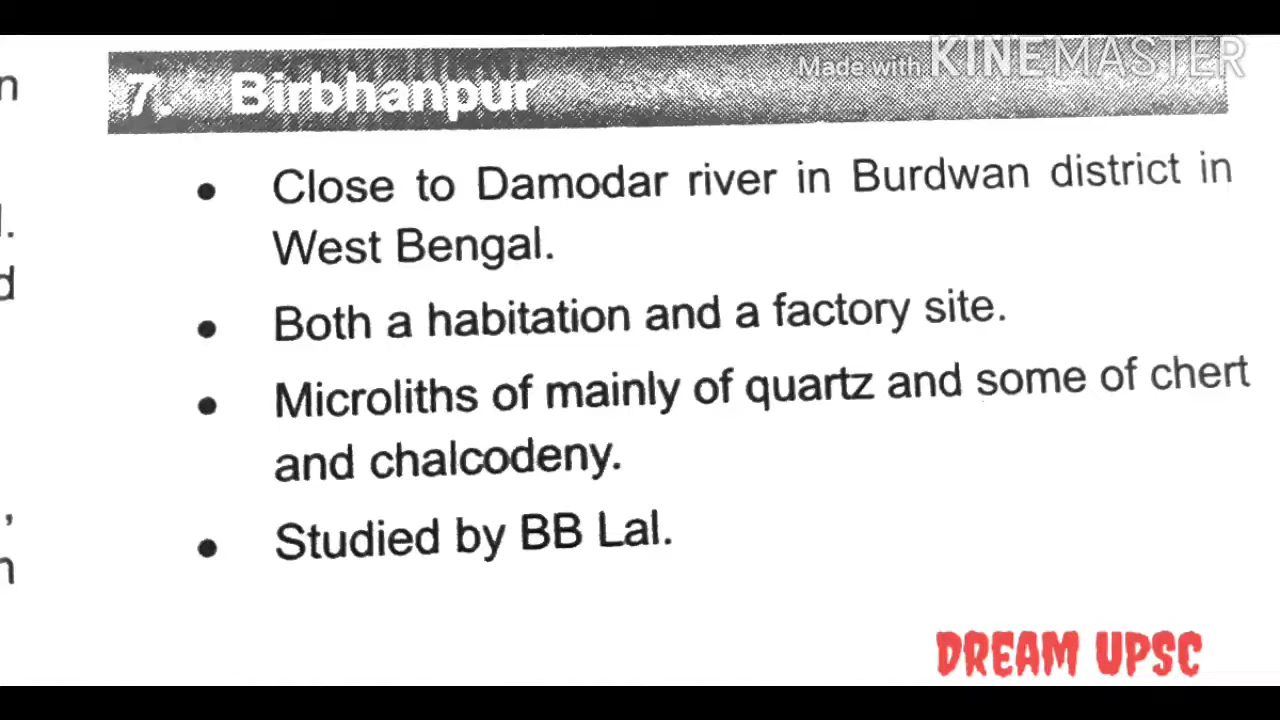 Made with KINEMASTER
7. Birbhanpur
n
• Close to Damodar river in Burdwan district in
l.
West Bengal.
d
• Both a habitation and a factory site.
• Microliths of mainly of quartz and some of chert
and chalcodeny.
,
• Studied by BB Lal.
n
DREAM UPSC